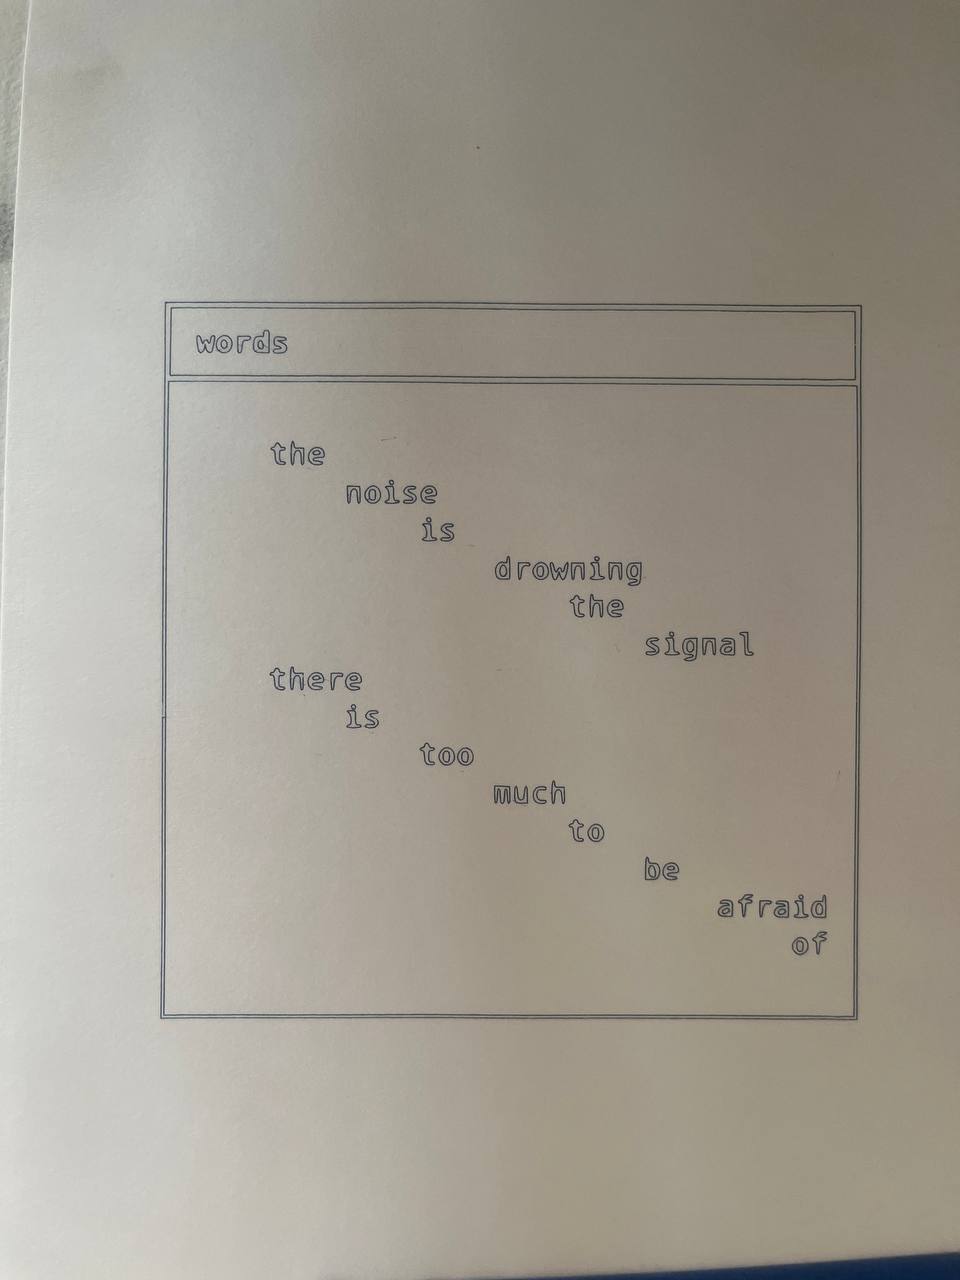 words
the
noise
is
drowning
the
signal
there
is
too
much
to
be
afraid
of